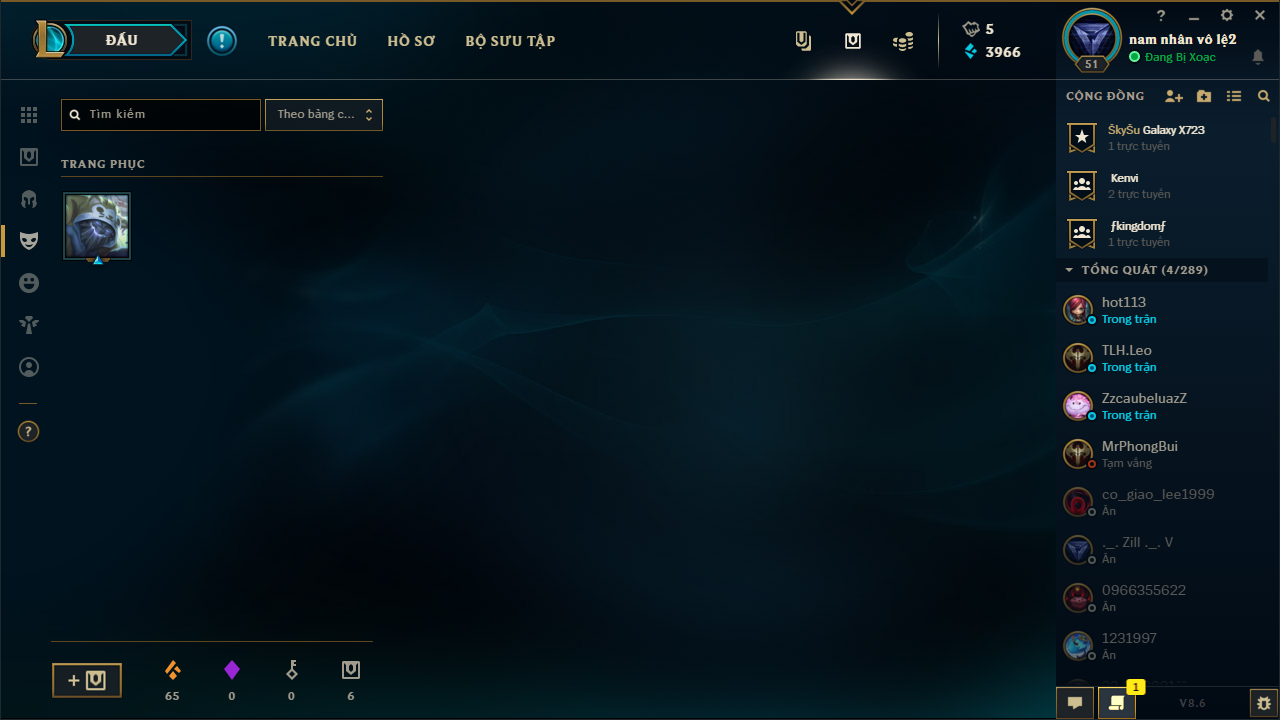 ĐẤU
TRANG CHỦ
HỒ SƠ
BỘ SƯU TẬP
5
3966
51
nam nhân vô lệ2
Đang Bị Xoạc
Tìm kiếm
Theo bảng c...
TRANG PHỤC
CỘNG ĐỒNG
ŠkyŠu Galaxy X723
1 trực tuyến
Kenvi
2 trực tuyến
ƒkingdomƒ
1 trực tuyến
TỔNG QUÁT (4/289)
hot113
Trong trận
TLH.Leo
Trong trận
ZzcaubeluazZ
Trong trận
MrPhongBui
Tạm vắng
co_giao_lee1999
Ẩn
._. Zill ._. V
Ẩn
0966355622
Ẩn
1231997
Ẩn
65
0
0
6
1
V8.6